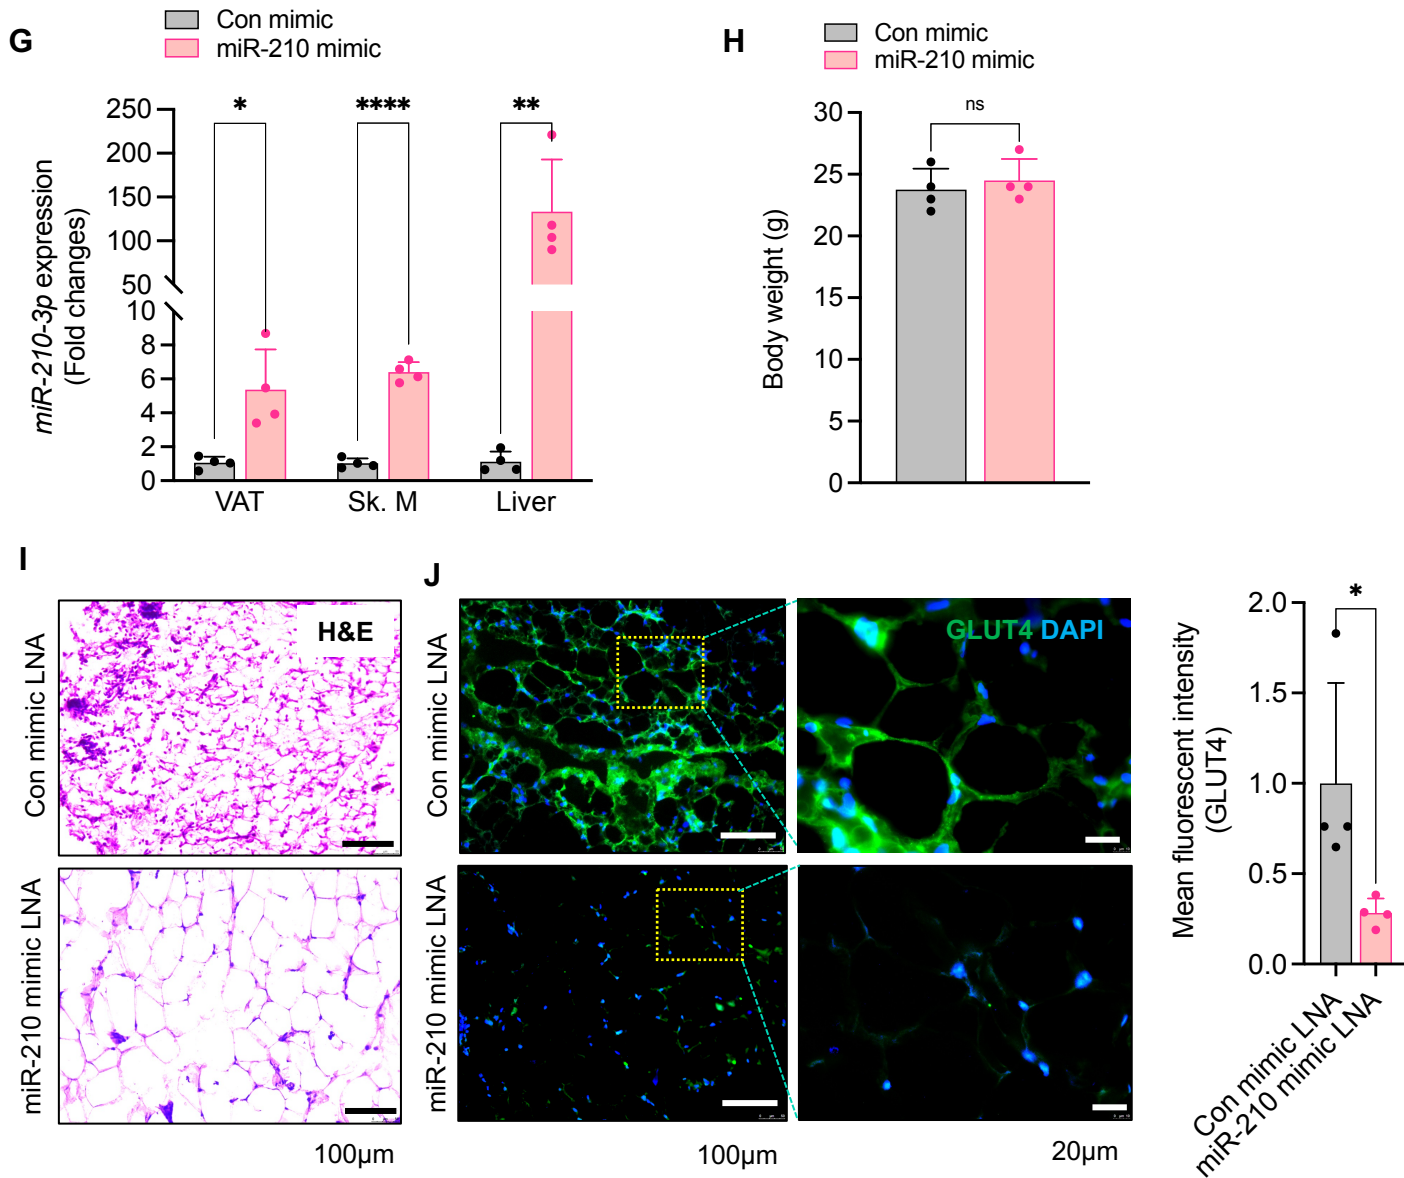 G
Con mimic
miR-210 mimic
miR-210-3p expression
(Fold changes)
250
200
150
100
50
10
8
6
4
2
0
*
****
**
VAT
Sk. M
Liver
H
Con mimic
miR-210 mimic
Body weight (g)
30
25
20
15
10
5
0
ns
I
Con mimic LNA
H&E
miR-210 mimic LNA
100μm
J
Con mimic LNA
GLUT4 DAPI
miR-210 mimic LNA
100μm
20μm
Mean fluorescent intensity
(GLUT4)
2.0
1.5
1.0
0.5
0.0
*
Con mimic LNA
miR-210 mimic LNA